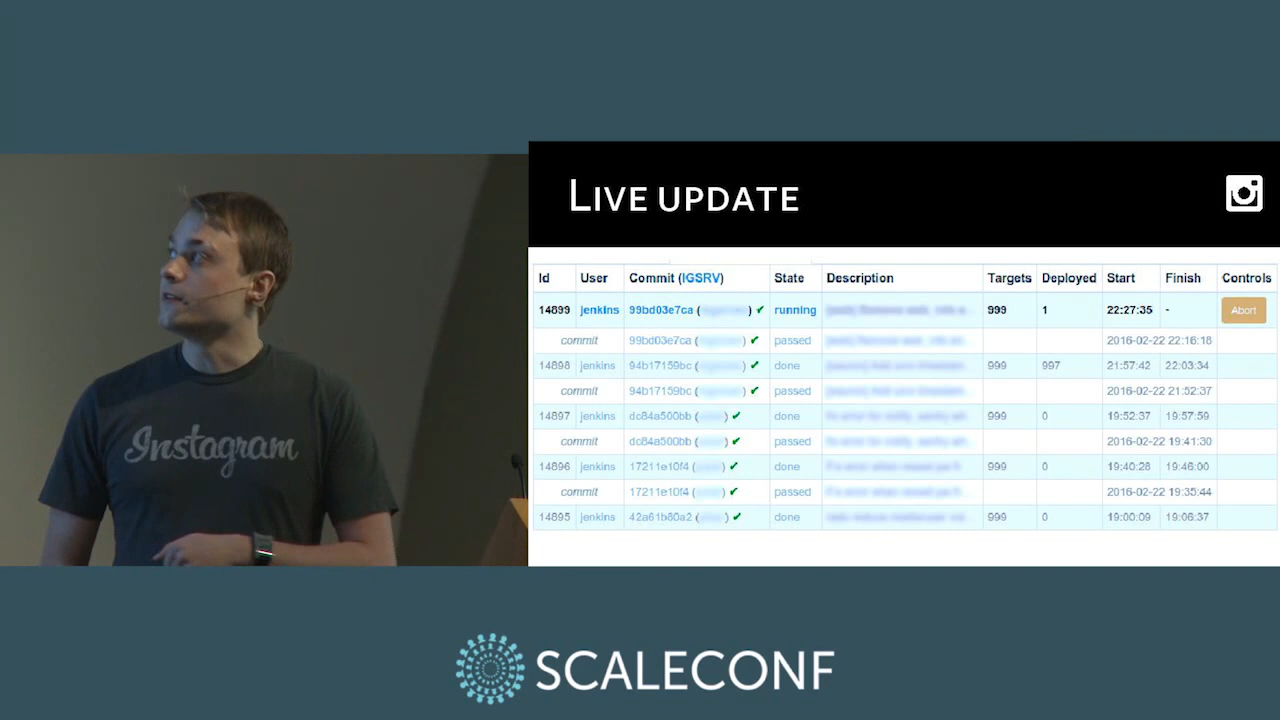 LIVE UPDATE
Id User Commit (IGSRV) State Description Targets Deployed Start Finish Controls
14899 jenkins 99bd03e7ca ( ) ✔ running 999 1 22:27:35 - Abort
commit 99bd03e7ca ( ) ✔ passed 2016-02-22 22:16:18
14898 jenkins 94b17159bc ( ) ✔ done 999 997 21:57:42 22:03:34
commit 94b17159bc ( ) ✔ passed 2016-02-22 21:52:37
14897 jenkins dc84a500bb ( ) ✔ done 999 0 19:52:37 19:57:59
commit dc84a500bb ( ) ✔ passed 2016-02-22 19:41:30
14896 jenkins 17211e10f4 ( ) ✔ done 999 0 19:40:28 19:46:00
commit 17211e10f4 ( ) ✔ passed 2016-02-22 19:35:44
14895 jenkins 42a61b80a2 ( ) ✔ done 999 0 19:00:09 19:06:37
Instagram
SCALECONF